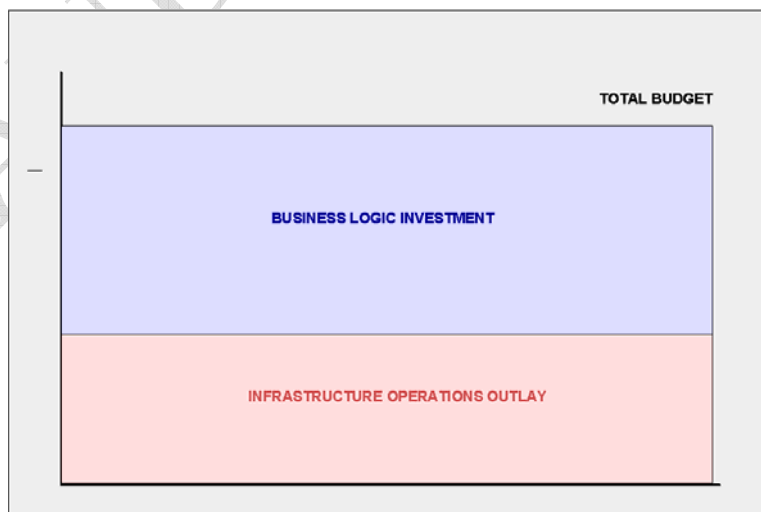 TOTAL BUDGET
BUSINESS LOGIC INVESTMENT
INFRASTRUCTURE OPERATIONS OUTLAY